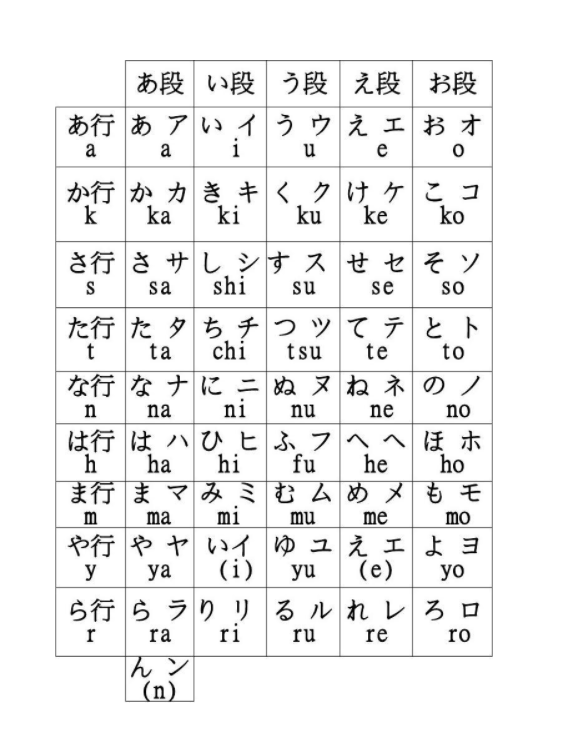 あ段 い段 う段 え段 お段
あ行 あ ア い イ う ウ え エ お オ
a a i u e o
か行 か カ き キ く ク け ケ こ コ
k ka ki ku ke ko
さ行 さ サ し シ す ス せ セ そ ソ
s sa shi su se so
た行 た タ ち チ つ ツ て テ と ト
t ta chi tsu te to
な行 な ナ に ニ ぬ ヌ ね ネ の ノ
n na ni nu ne no
は行 は ハ ひ ヒ ふ フ へ ヘ ほ ホ
h ha hi fu he ho
ま行 ま マ み ミ む ム め メ も モ
m ma mi mu me mo
や行 や ヤ いイ ゆ ユ え エ よ ヨ
y ya (i) yu (e) yo
ら行 ら ラ り リ る ル れ レ ろ ロ
r ra ri ru re ro
ん ン
(n)